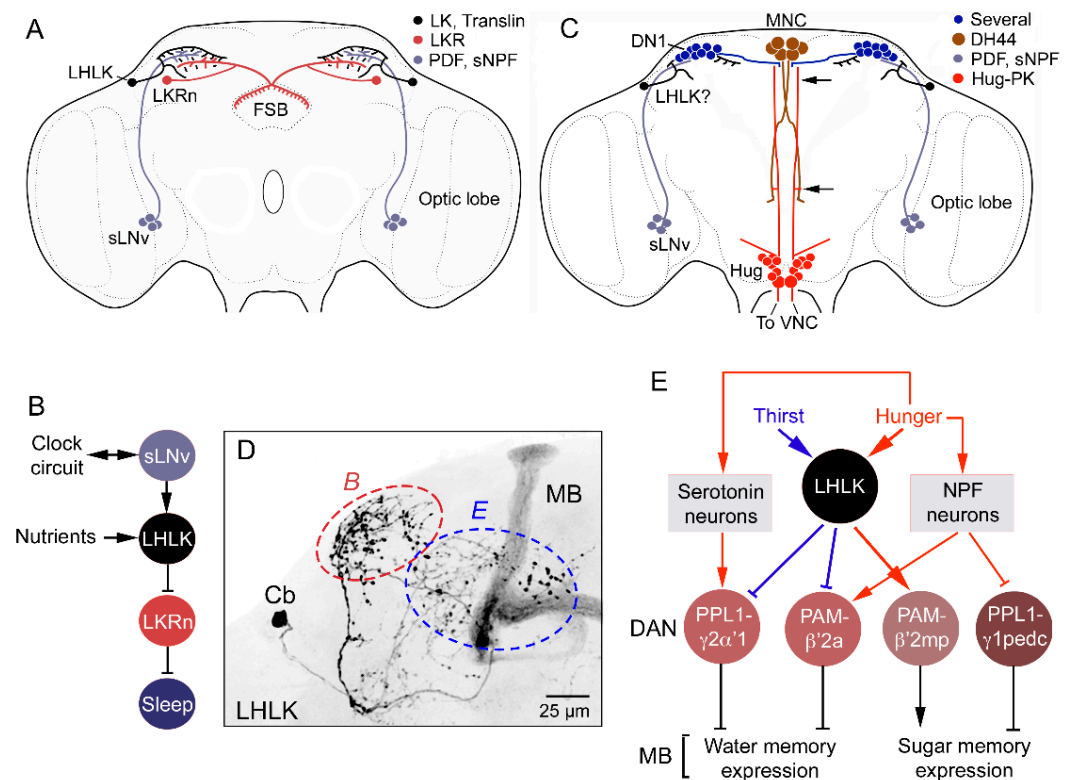 A
LK, Translin
LKR
PDF, sNPF
LHLK
LKRn
FSB
Optic lobe
sLNv
C
MNC
DN1
Several
DH44
PDF, sNPF
Hug-PK
LHLK?
Optic lobe
sLNv
Hug
To VNC
B
Clock
circuit
sLNv
Nutrients
LHLK
LKRn
Sleep
D
B
MB
E
Cb
LHLK
25 µm
E
Thirst
Hunger
LHLK
Serotonin
neurons
NPF
neurons
DAN
PPL1-
γ2α'1
PAM-
β'2a
PAM-
β'2mp
PPL1-
γ1pedc
MB
Water memory
expression
Sugar memory
expression